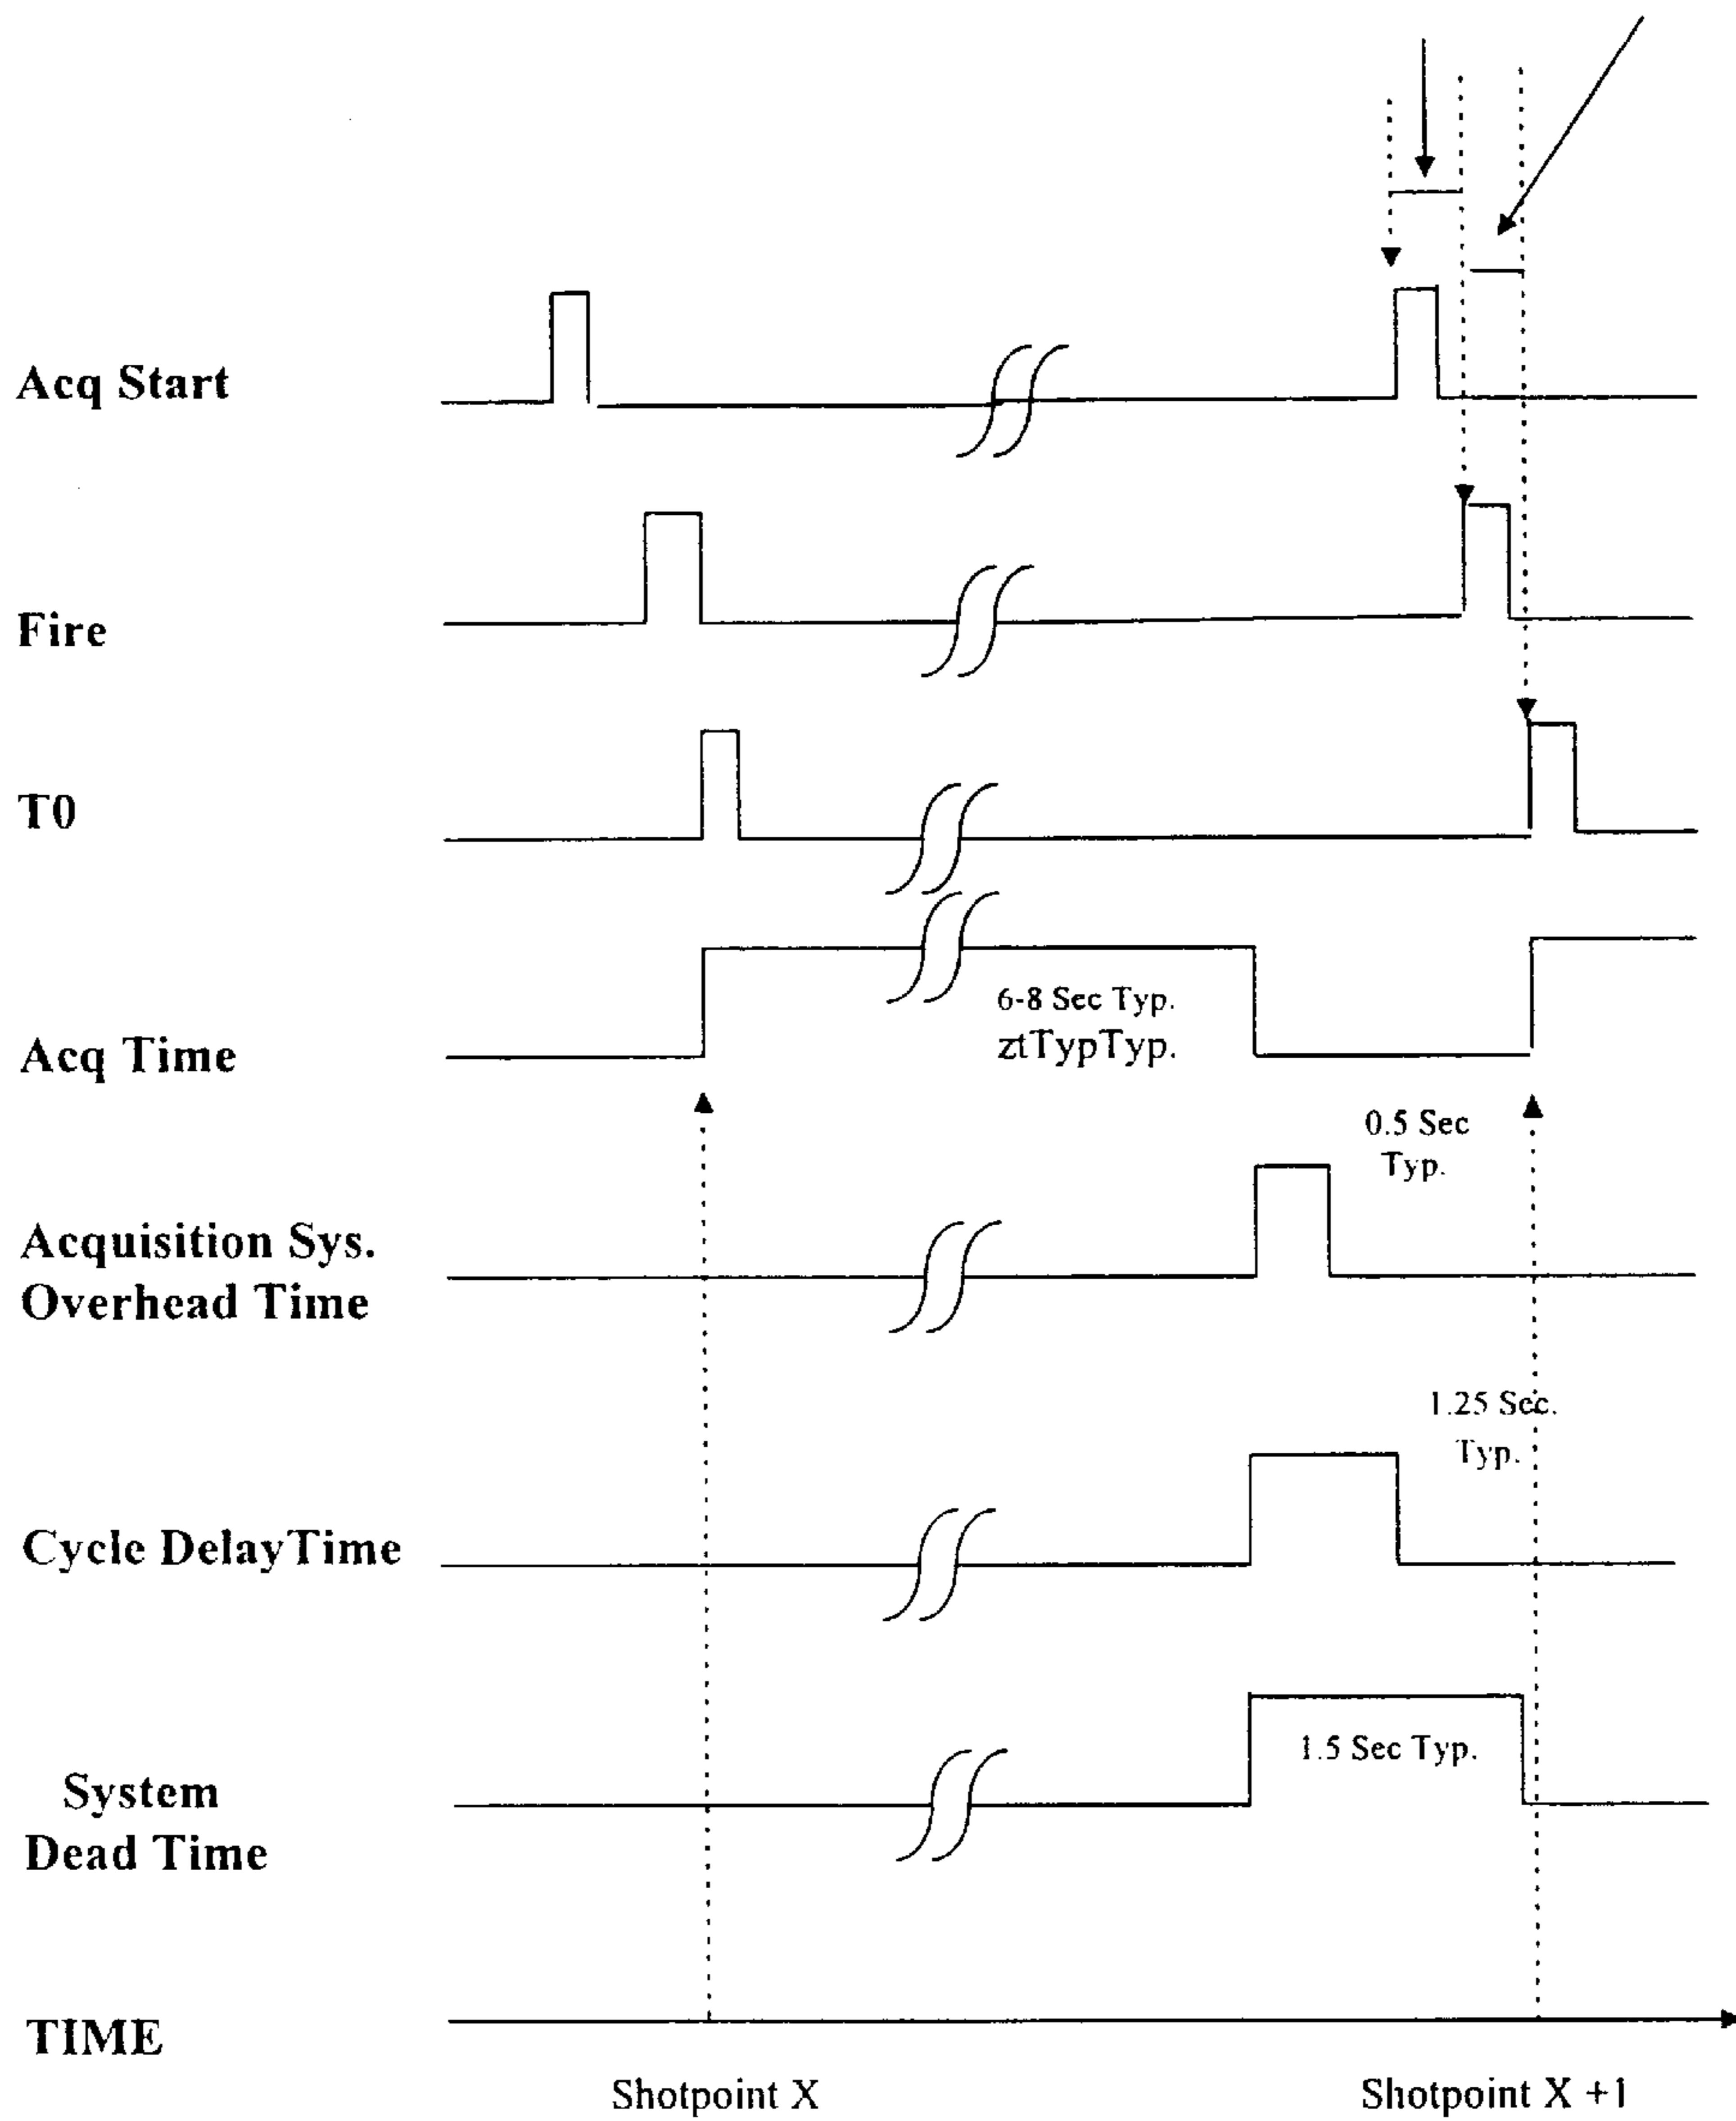 Acq Start
Fire
T0
Acq Time
6-8 Sec Typ.
ztTypTyp.
0.5 Sec
Typ.
Acquisition Sys.
Overhead Time
1.25 Sec.
Typ.
Cycle DelayTime
1.5 Sec Typ.
System
Dead Time
TIME
Shotpoint X
Shotpoint X +1